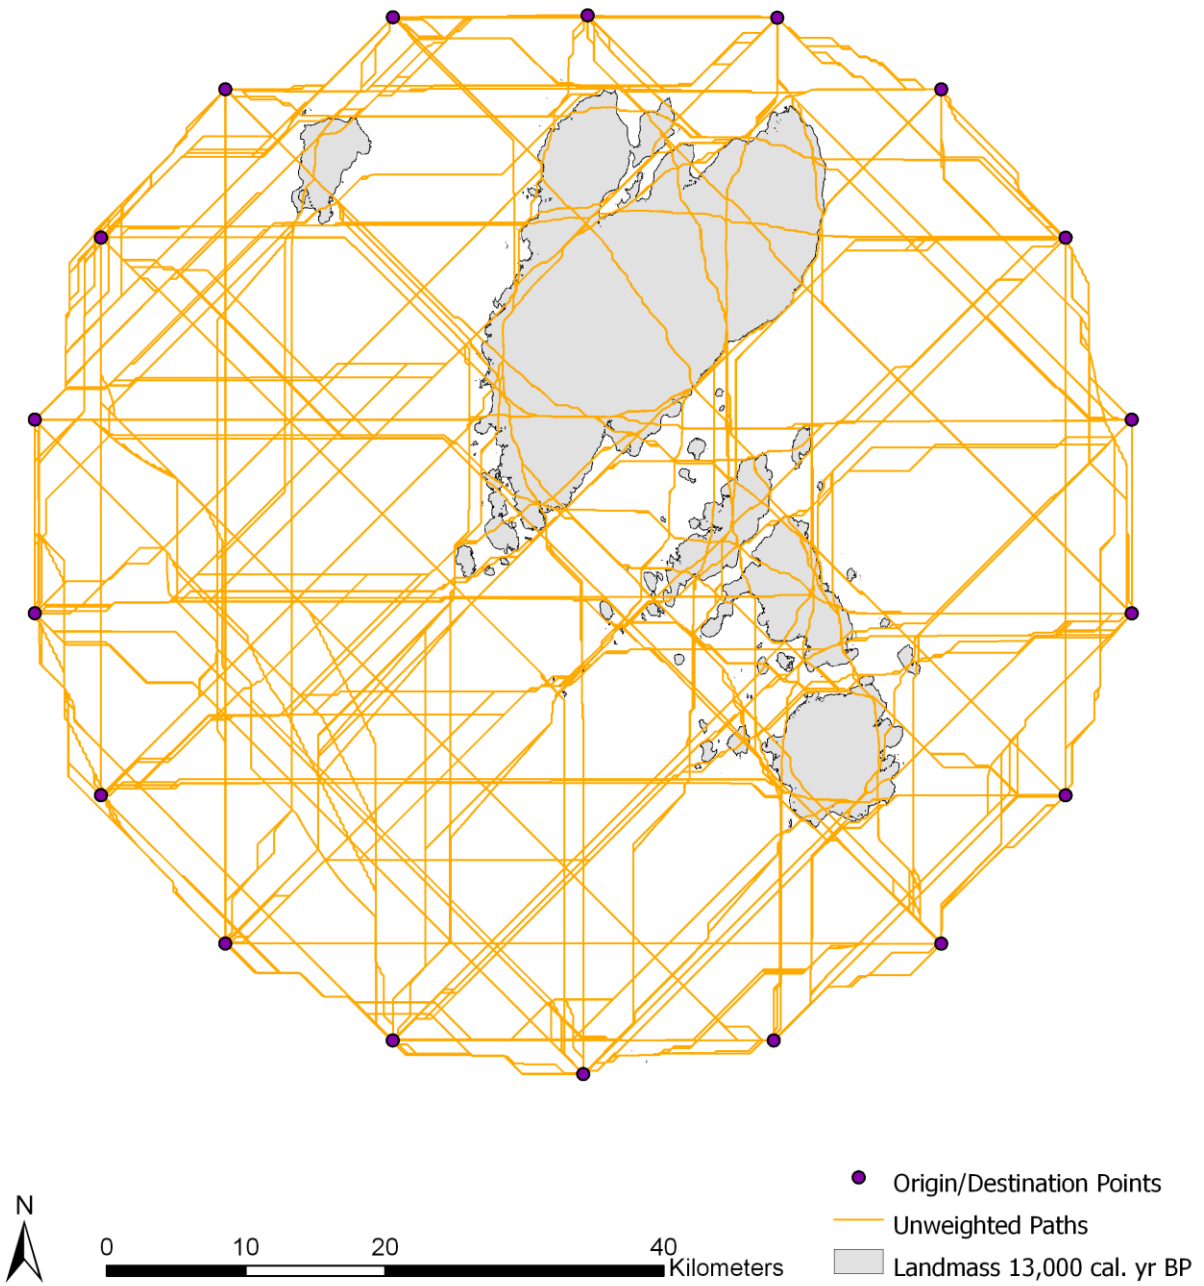 Origin/Destination Points
N
Unweighted Paths
0 10 20 40
Kilometers
Landmass 13,000 cal. yr BP